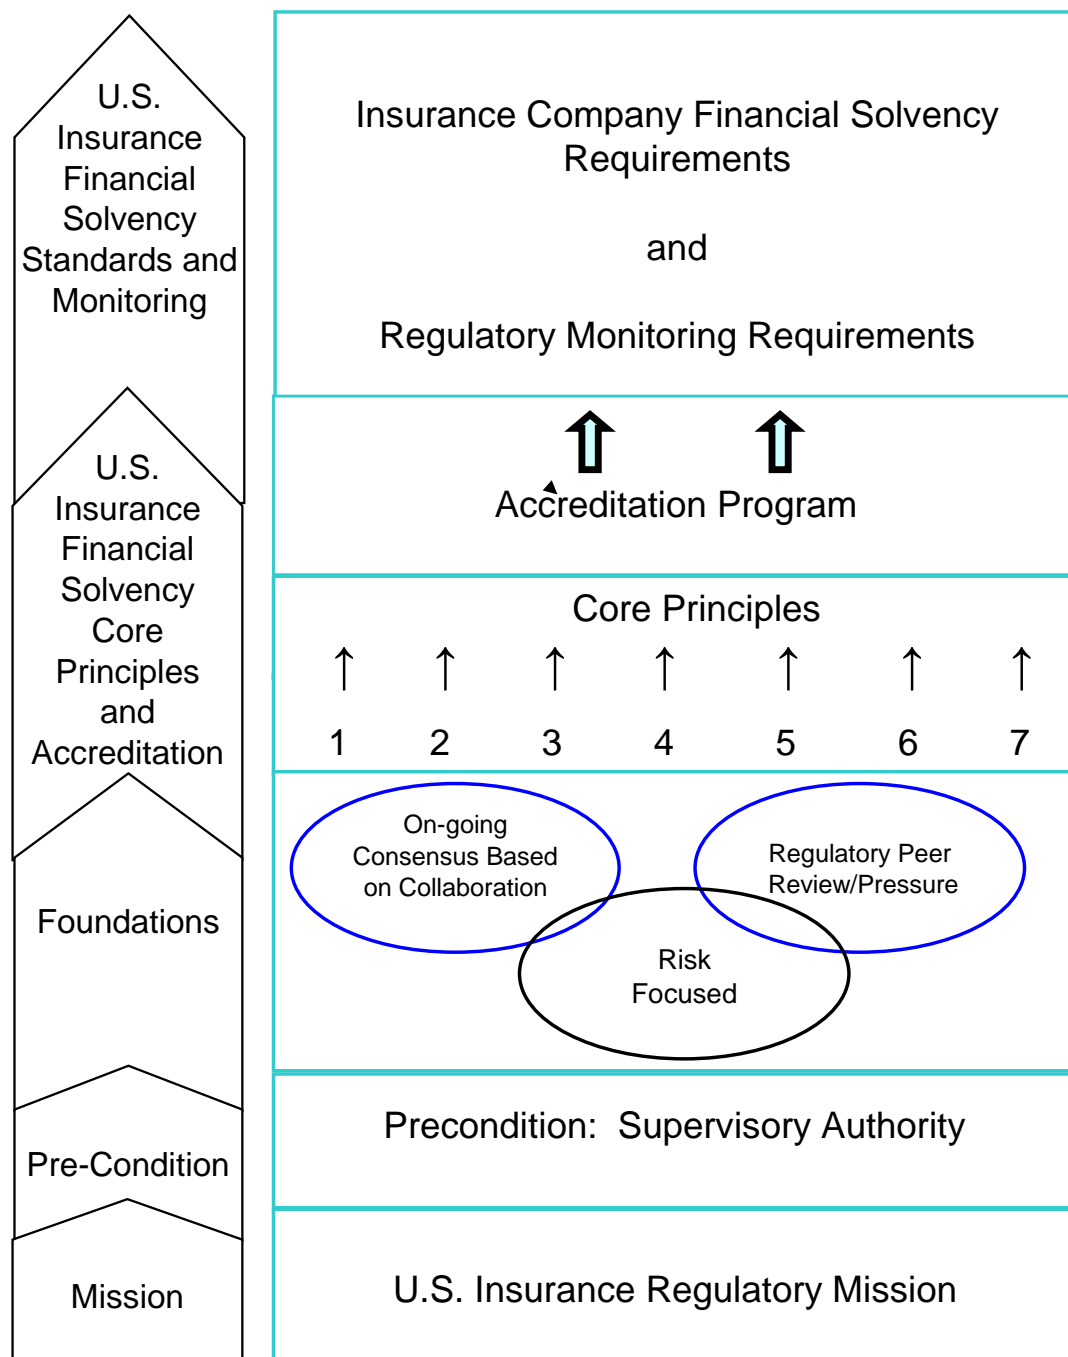 U.S.
Insurance
Financial
Solvency
Standards and
Monitoring
Insurance Company Financial Solvency
Requirements
and
Regulatory Monitoring Requirements
U.S.
Insurance
Financial
Solvency
Core
Principles
and
Accreditation
Accreditation Program
Core Principles
↑ ↑ ↑ ↑ ↑ ↑ ↑
1 2 3 4 5 6 7
Foundations
On-going
Consensus Based
on Collaboration
Regulatory Peer
Review/Pressure
Risk
Focused
Pre-Condition
Precondition: Supervisory Authority
Mission
U.S. Insurance Regulatory Mission